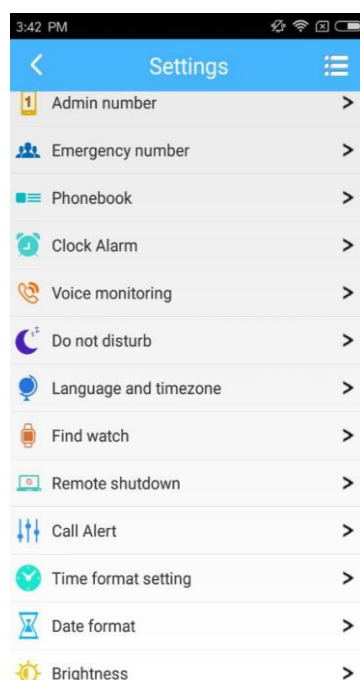 3:42 PM
Settings
1 Admin number
Emergency number
Phonebook
Clock Alarm
Voice monitoring
zz Do not disturb
Language and timezone
Find watch
Remote shutdown
Call Alert
Time format setting
Date format
Brightness